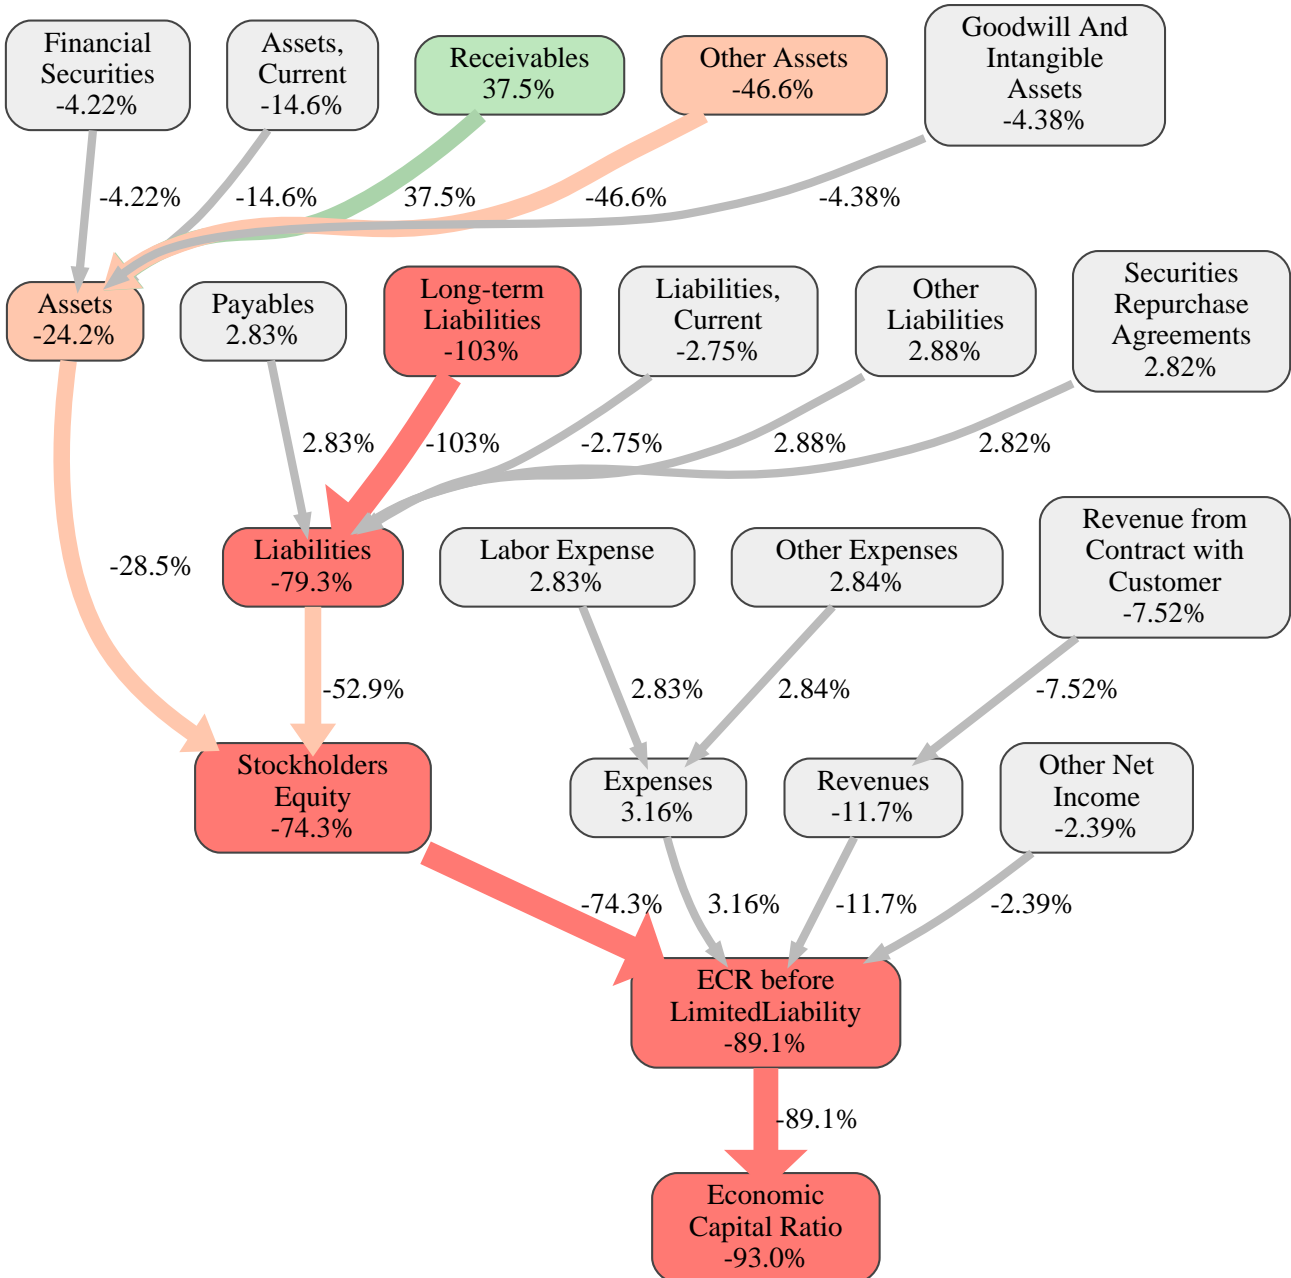 Financial
Securities
-4.22%
Assets,
Current
-14.6%
Receivables
37.5%
Other Assets
-46.6%
Goodwill And
Intangible
Assets
-4.38%
-4.22%
-14.6%
37.5%
-46.6%
-4.38%
Assets
-24.2%
Payables
2.83%
Long-term
Liabilities
-103%
Liabilities,
Current
-2.75%
Other
Liabilities
2.88%
Securities
Repurchase
Agreements
2.82%
2.83%
-103%
-2.75%
2.88%
2.82%
-28.5%
Liabilities
-79.3%
Labor Expense
2.83%
Other Expenses
2.84%
Revenue from
Contract with
Customer
-7.52%
-52.9%
2.83%
2.84%
-7.52%
Stockholders
Equity
-74.3%
Expenses
3.16%
Revenues
-11.7%
Other Net
Income
-2.39%
-74.3%
3.16%
-11.7%
-2.39%
ECR before
LimitedLiability
-89.1%
-89.1%
Economic
Capital Ratio
-93.0%